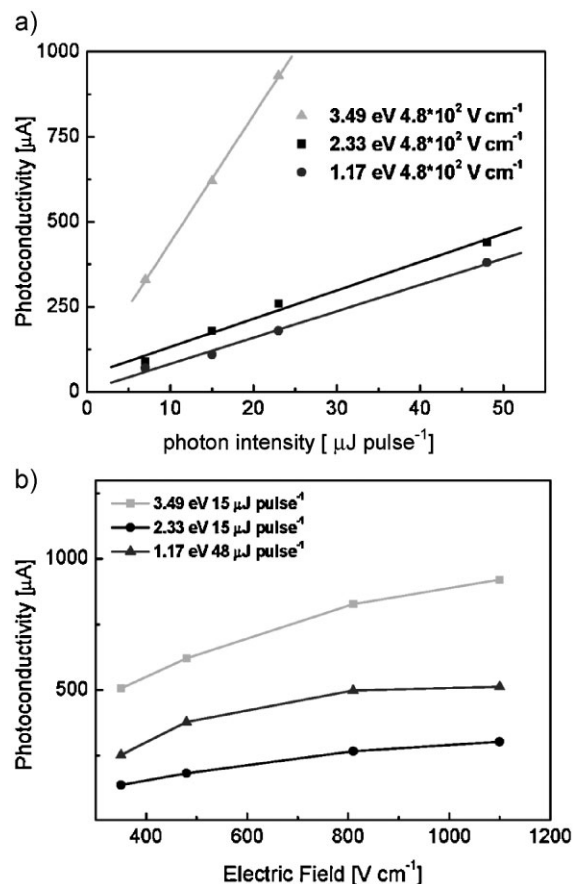 a)
1000
750
500
250
0
Photoconductivity [µA]
3.49 eV 4.8*10² V cm⁻¹
2.33 eV 4.8*10² V cm⁻¹
1.17 eV 4.8*10² V cm⁻¹
0 10 20 30 40 50
photon intensity [ µJ pulse⁻¹]
b)
3.49 eV 15 µJ pulse⁻¹
2.33 eV 15 µJ pulse⁻¹
1.17 eV 48 µJ pulse⁻¹
1000
500
Photoconductivity [µA]
400 600 800 1000 1200
Electric Field [V cm⁻¹]